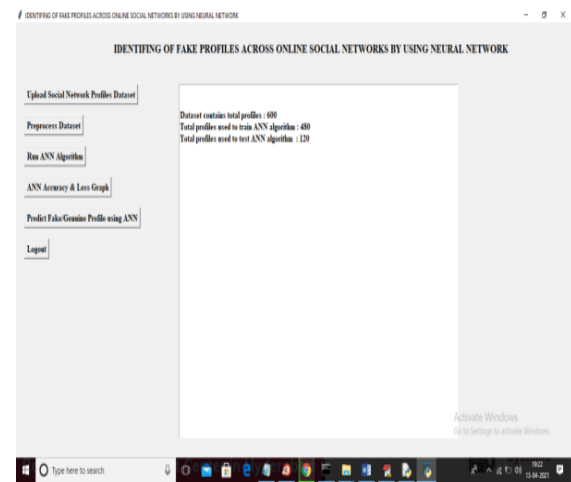 IDENTIFING OF FAKE PROFILES ACROSS ONLINE SOCIAL NETWORKS BY USING NEURAL NETWORK
IDENTIFING OF FAKE PROFILES ACROSS ONLINE SOCIAL NETWORKS BY USING NEURAL NETWORK
Upload Social Network Profiles Dataset
Preprocess Dataset
Run ANN Algorithm
ANN Accuracy & Loss Graph
Predict Fake/Genuine Profile using ANN
Logout
Dataset contains total profiles : 600
Total profiles used to train ANN algorithm : 480
Total profiles used to test ANN algorithm : 120
Activate Windows
Go to Settings to activate Windows.
Type here to search
19:22
13-04-2021